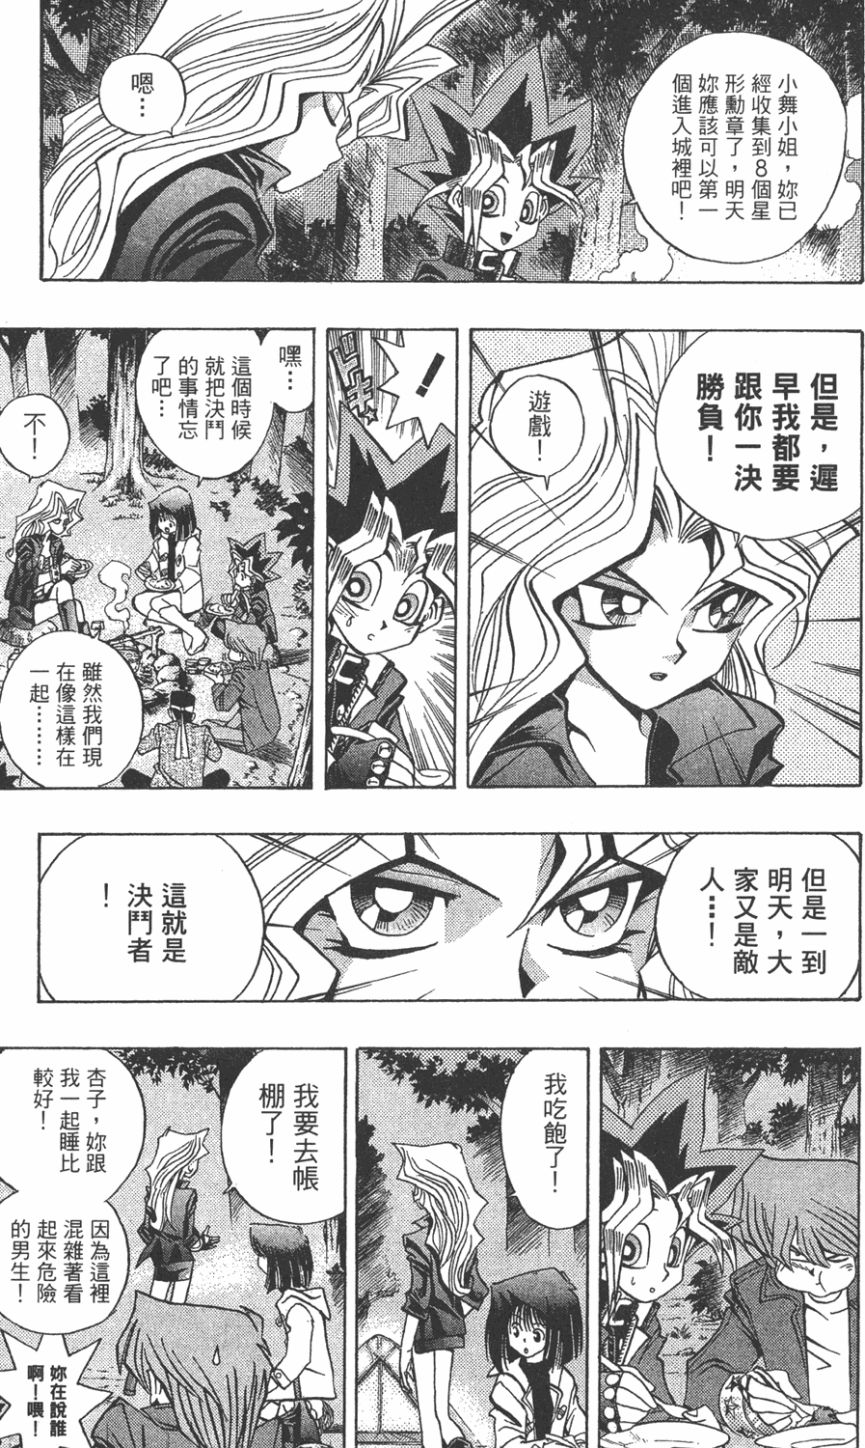 小舞小姐，妳已
經收集到8個星
形勳章了，明天
妳應該可以第一
個進入城裡吧！
嗯…
但是，遲
早我都要
跟你一決
勝負！
遊戲！
！
ドキ
嘿…
這個時候
就把決鬥
的事情忘
了吧…
不！
雖然我們現
在像這樣在
一起………
但是一到
明天，大
家又是敵
人…！
這就是
決鬥者
！
我吃飽了！
我要去帳
棚了！
杏子，妳跟
我一起睡比
較好！
因為這裡
混雜著看
起來危險
的男生！
妳在說誰
啊！喂！